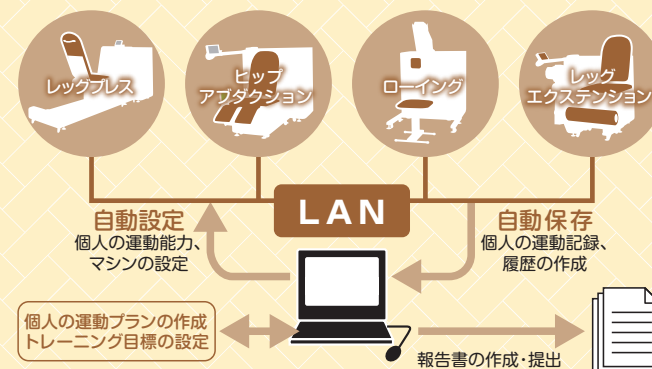 レッグプレス
ヒップ
アブダクション
ローイング
レッグ
エクステンション
LAN
自動設定
個人の運動能力、
マシンの設定
自動保存
個人の運動記録、
履歴の作成
個人の運動プランの作成
トレーニング目標の設定
報告書の作成・提出